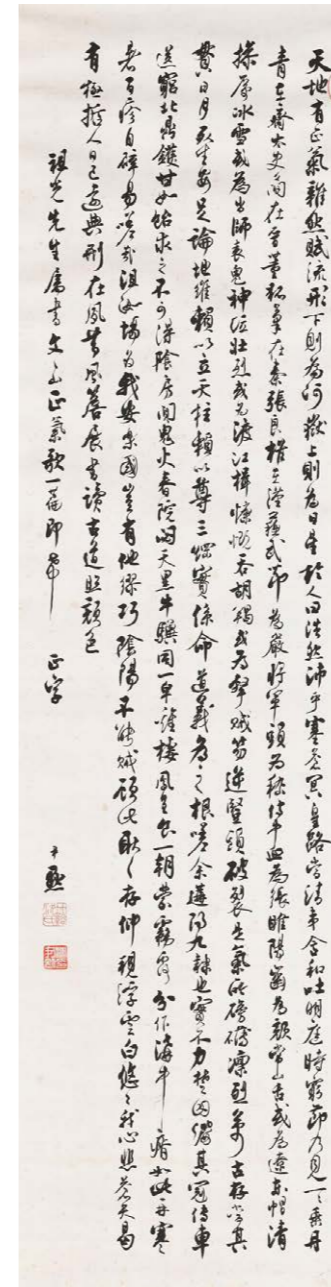 天地有正氣雜然賦流形下則為河嶽上則為日星於人曰浩然沛乎塞蒼冥皇路當清夷含和吐明庭時窮節乃見一一垂丹
青在齊太史簡在晉董狐筆在秦張良椎在漢蘇武節為嚴將軍頭為嵇侍中血為張睢陽齒為顏常山舌或為遼東帽清
操厲冰雪或為出師表鬼神泣壯烈或為渡江楫慷慨吞胡羯或為擊賊笏逆豎頭破裂是氣所磅礴凜烈萬古存當其
貫日月死生安足論地維賴以立天柱賴以尊三綱實係命道義為之根嗟余遘陽九隸也實不力楚囚纓其冠傳車
送窮北鼎鑊甘如飴求之不可得陰房闃鬼火春院閟天黑牛驥同一皁雞棲鳳皇食一朝蒙霧露分作溝中瘠如此再寒
暑百沴自辟易嗟哉沮洳場為我安樂國豈有他繆巧陰陽不能賊顧此耿耿存仰視浮雲白悠悠我心悲蒼天曷
有極哲人日已遠典刑在夙昔風簷展書讀古道照顏色
祖光先生屬書文山正氣歌一篇即希 正字
尹默